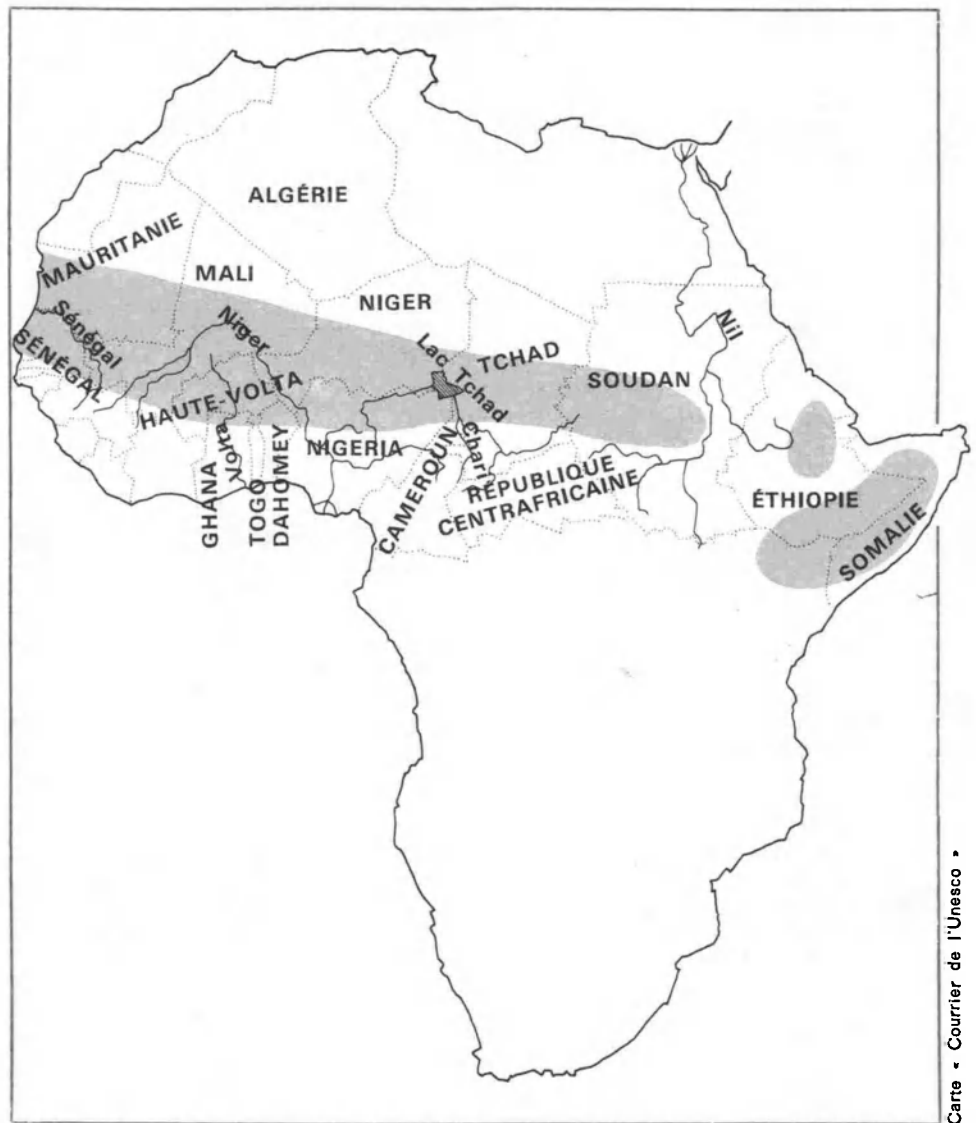 ALGÉRIE
MAURITANIE
MALI
NIGER
Sénégal
SÉNÉGAL
Niger
Lac Tchad
TCHAD
SOUDAN
Nil
HAUTE-VOLTA
NIGERIA
Volta
GHANA
TOGO
DAHOMEY
CAMEROUN
Chari
RÉPUBLIQUE
CENTRAFRICAINE
ÉTHIOPIE
SOMALIE
Carte « Courrier de l'Unesco »